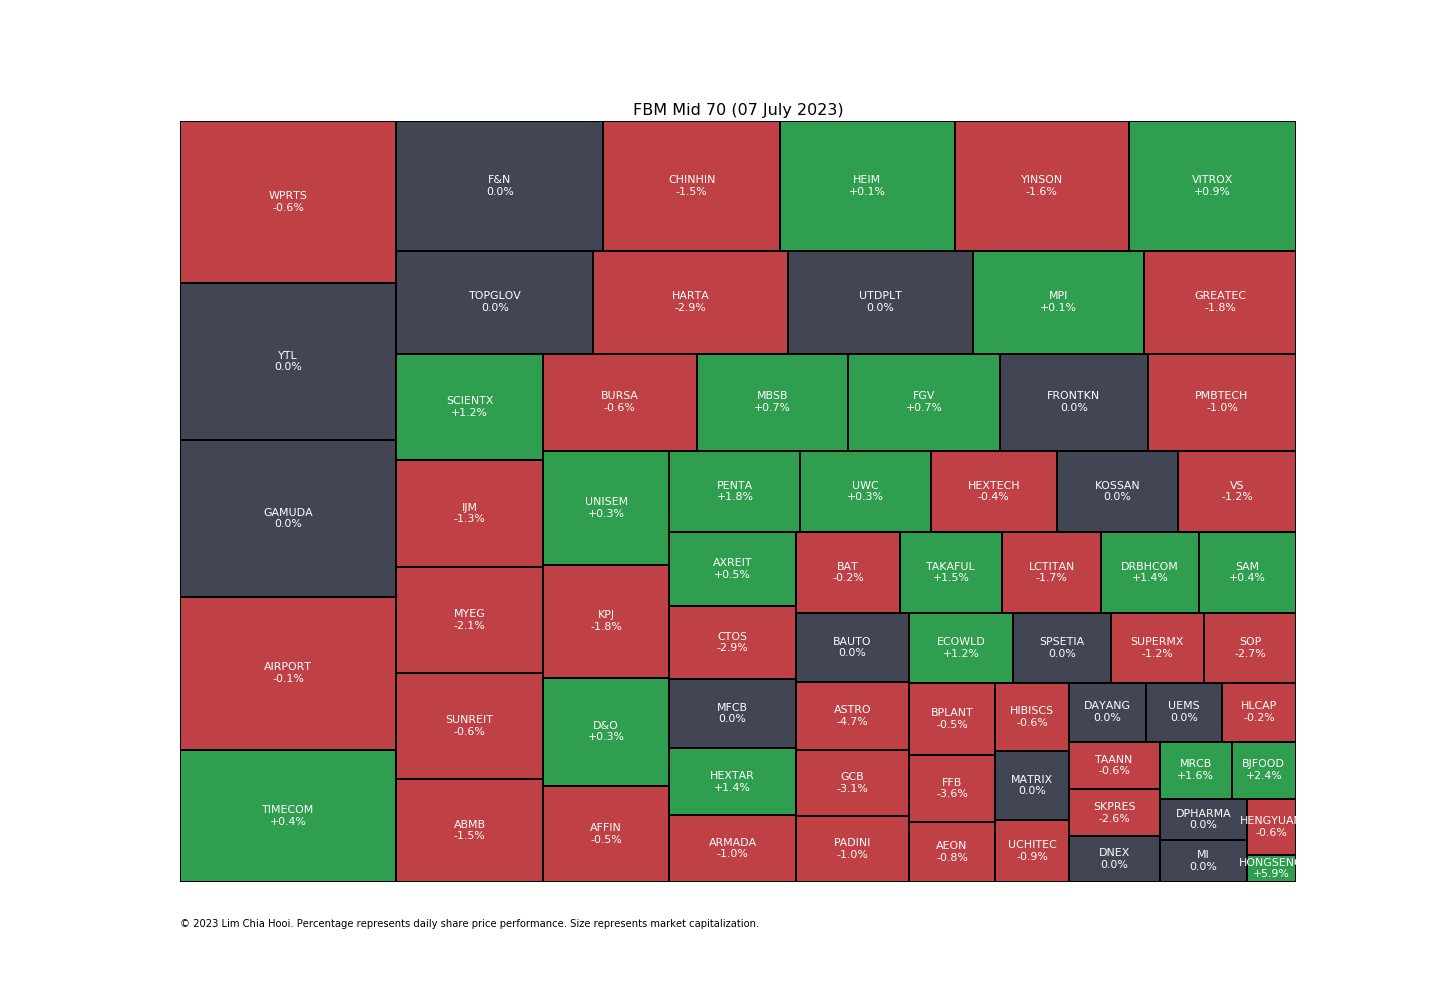 FBM Mid 70 (07 July 2023)
WPRTS
-0.6%
F&N
0.0%
CHINHIN
-1.5%
HEIM
+0.1%
YINSON
-1.6%
VITROX
+0.9%
TOPGLOV
0.0%
HARTA
-2.9%
UTDPLT
0.0%
MPI
+0.1%
GREATEC
-1.8%
YTL
0.0%
SCIENTX
+1.2%
BURSA
-0.6%
MBSB
+0.7%
FGV
+0.7%
FRONTKN
0.0%
PMBTECH
-1.0%
GAMUDA
0.0%
IJM
-1.3%
UNISEM
+0.3%
PENTA
+1.8%
UWC
+0.3%
HEXTECH
-0.4%
KOSSAN
0.0%
VS
-1.2%
AXREIT
+0.5%
BAT
-0.2%
TAKAFUL
+1.5%
LCTITAN
-1.7%
DRBHCOM
+1.4%
SAM
+0.4%
AIRPORT
-0.1%
MYEG
-2.1%
KPJ
-1.8%
CTOS
-2.9%
BAUTO
0.0%
ECOWLD
+1.2%
SPSETIA
0.0%
SUPERMX
-1.2%
SOP
-2.7%
SUNREIT
-0.6%
D&O
+0.3%
MFCB
0.0%
ASTRO
-4.7%
BPLANT
-0.5%
HIBISCS
-0.6%
DAYANG
0.0%
UEMS
0.0%
HLCAP
-0.2%
TIMECOM
+0.4%
ABMB
-1.5%
AFFIN
-0.5%
HEXTAR
+1.4%
GCB
-3.1%
FFB
-3.6%
MATRIX
0.0%
TAANN
-0.6%
MRCB
+1.6%
BJFOOD
+2.4%
SKPRES
-2.6%
DPHARMA
0.0%
HENGYUAN
-0.6%
ARMADA
-1.0%
PADINI
-1.0%
AEON
-0.8%
UCHITEC
-0.9%
DNEX
0.0%
MI
0.0%
HONGSENG
+5.9%
© 2023 Lim Chia Hooi. Percentage represents daily share price performance. Size represents market capitalization.